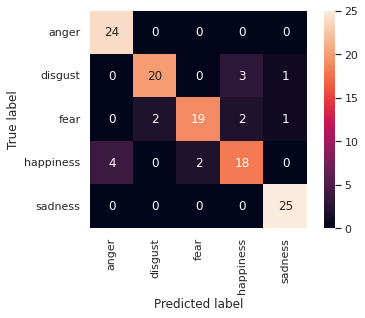 anger 24 0 0 0 0
disgust 0 20 0 3 1
fear 0 2 19 2 1
happiness 4 0 2 18 0
sadness 0 0 0 0 25
anger disgust fear happiness sadness
Predicted label
True label
25
20
15
10
5
0